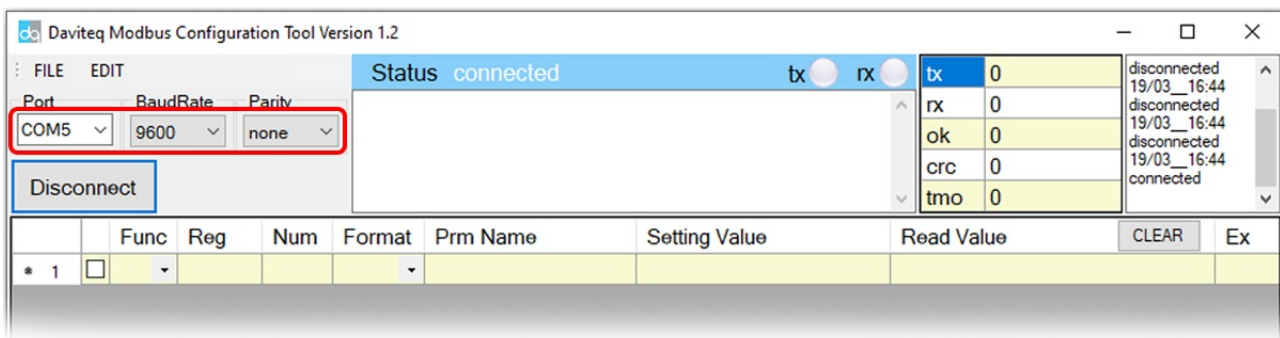 dq Daviteq Modbus Configuration Tool Version 1.2
FILE EDIT
Port BaudRate Parity
COM5 9600 none
Disconnect
Status connected tx rx
tx 0
rx 0
ok 0
crc 0
tmo 0
disconnected
19/03__16:44
disconnected
19/03__16:44
disconnected
19/03__16:44
connected
Func Reg Num Format Prm Name Setting Value Read Value CLEAR Ex
* 1